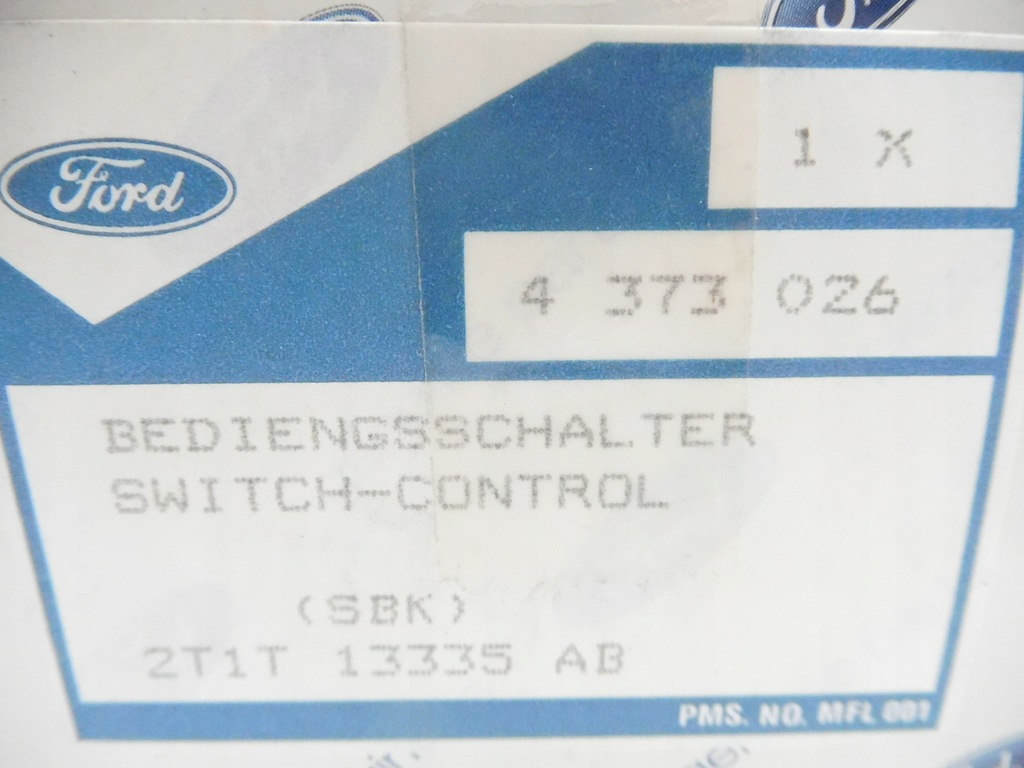 Ford
1 X
4 373 026
BEDIENGSSCHALTER
SWITCH-CONTROL
(SBK)
2T1T 13335 AB
PMS. NO. MFL 001